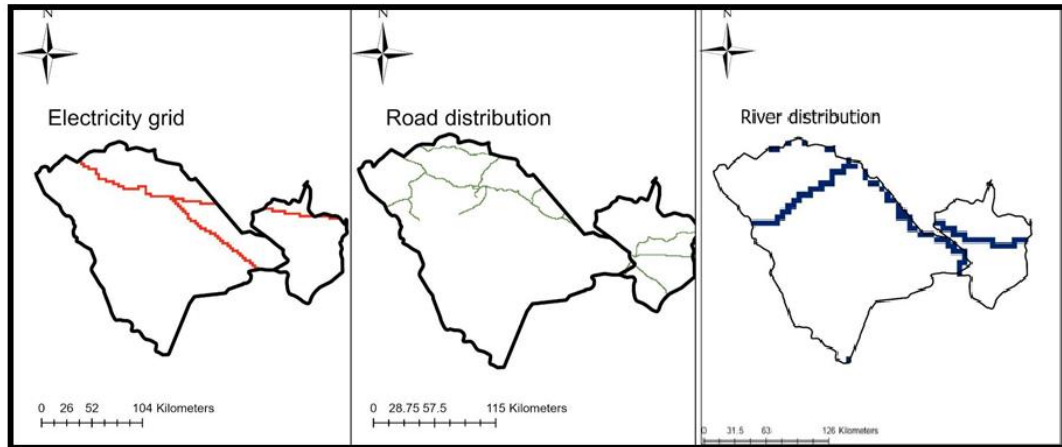 N
Electricity grid
0 26 52 104 Kilometers
N
Road distribution
0 28.75 57.5 115 Kilometers
N
River distribution
0 31.5 63 126 Kilometers